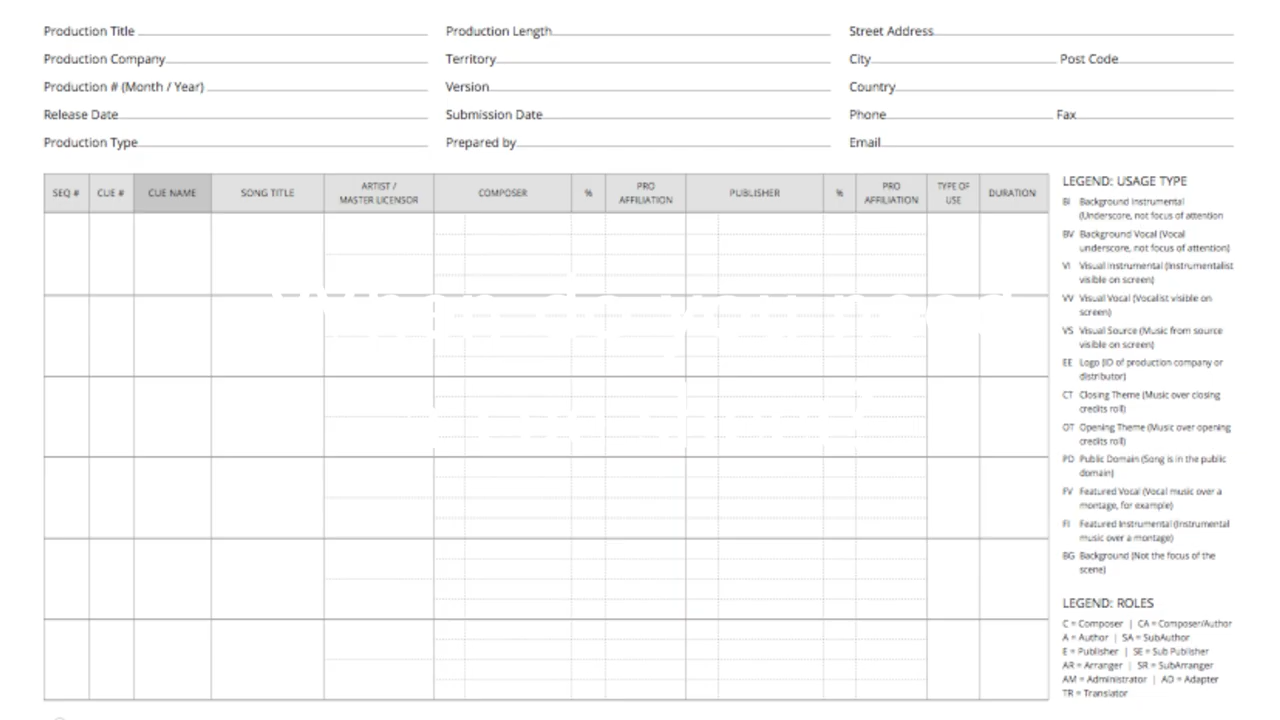 Production Title
Production Company
Production # (Month / Year)
Release Date
Production Type
Production Length
Territory
Version
Submission Date
Prepared by
Street Address
City Post Code
Country
Phone Fax
Email
SEQ #
CUE #
CUE NAME
SONG TITLE
ARTIST /
MASTER LICENSOR
COMPOSER
%
PRO
AFFILIATION
PUBLISHER
%
PRO
AFFILIATION
TYPE OF
USE
DURATION
When do you need
LEGEND: USAGE TYPE
BI Background Instrumental
(Underscore, not focus of attention
BV Background Vocal (Vocal
underscore, not focus of attention)
VI Visual Instrumental (Instrumentalist
visible on screen)
VV Visual Vocal (Vocalist visible on
screen)
VS Visual Source (Music from source
visible on screen)
EE Logo (ID of production company or
distributor)
CT Closing Theme (Music over closing
credits roll)
OT Opening Theme (Music over opening
credits roll)
PD Public Domain (Song is in the public
domain)
FV Featured Vocal (Vocal music over a
montage, for example)
FI Featured Instrumental (Instrumental
music over a montage)
BG Background (Not the focus of the
scene)
LEGEND: ROLES
C = Composer | CA = Composer/Author
A = Author | SA = SubAuthor
E = Publisher | SE = Sub Publisher
AR = Arranger | SR = SubArranger
AM = Administrator | AD = Adapter
TR = Translator